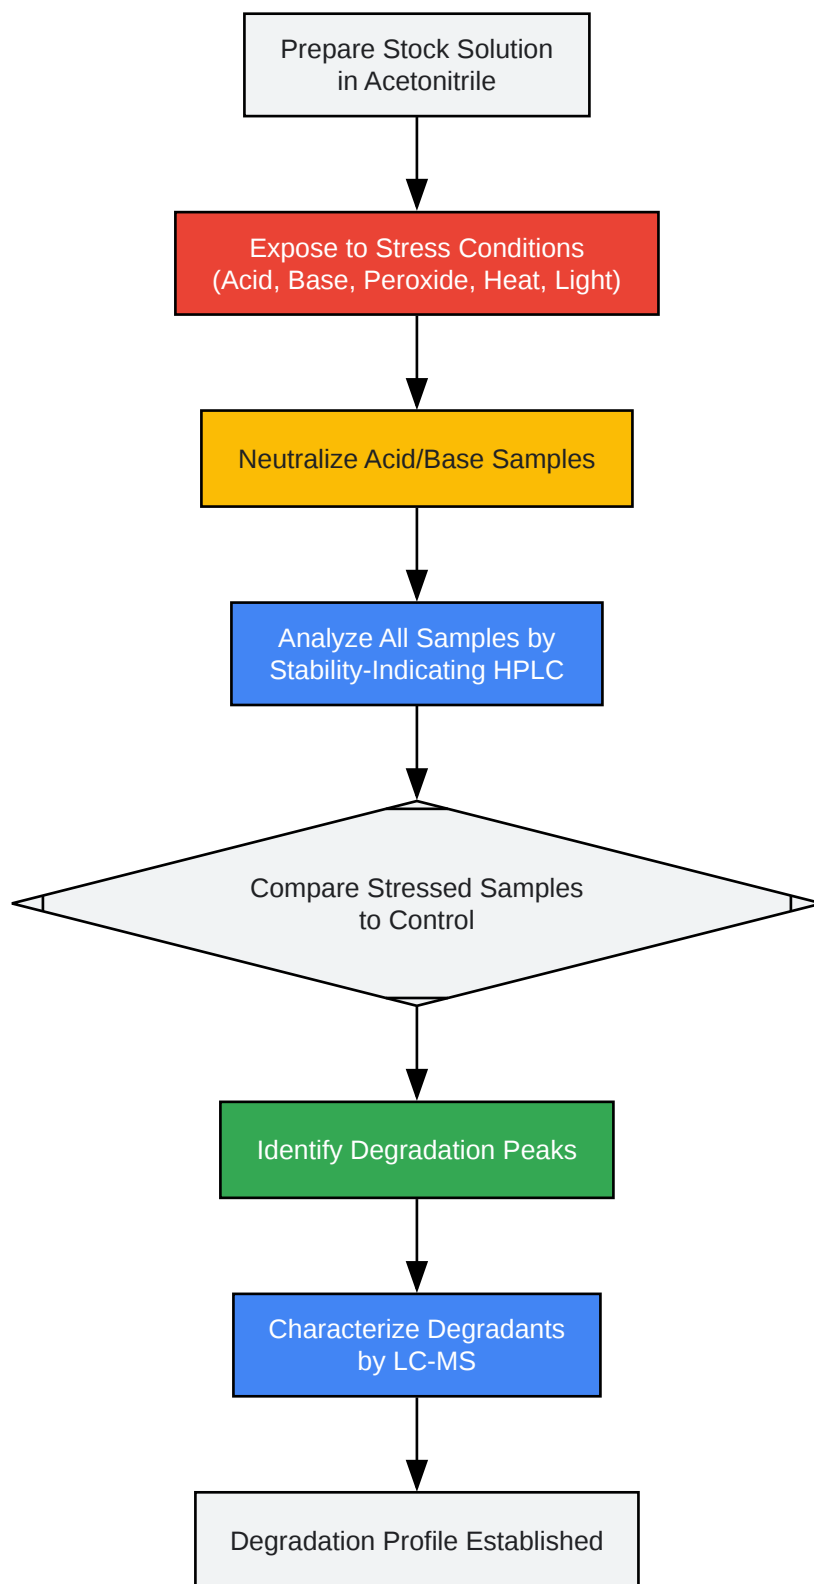 Prepare Stock Solution
in Acetonitrile
Expose to Stress Conditions
(Acid, Base, Peroxide, Heat, Light)
Neutralize Acid/Base Samples
Analyze All Samples by
Stability-Indicating HPLC
Compare Stressed Samples
to Control
Identify Degradation Peaks
Characterize Degradants
by LC-MS
Degradation Profile Established